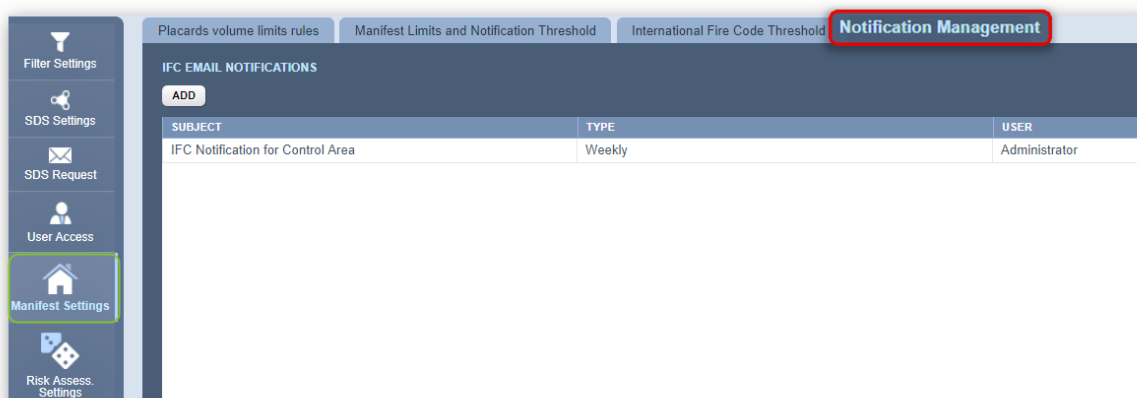 Filter Settings
SDS Settings
SDS Request
User Access
Manifest Settings
Risk Assess.
Settings
Placards volume limits rules
Manifest Limits and Notification Threshold
International Fire Code Threshold
Notification Management
IFC EMAIL NOTIFICATIONS
ADD
SUBJECT TYPE USER
IFC Notification for Control Area Weekly Administrator